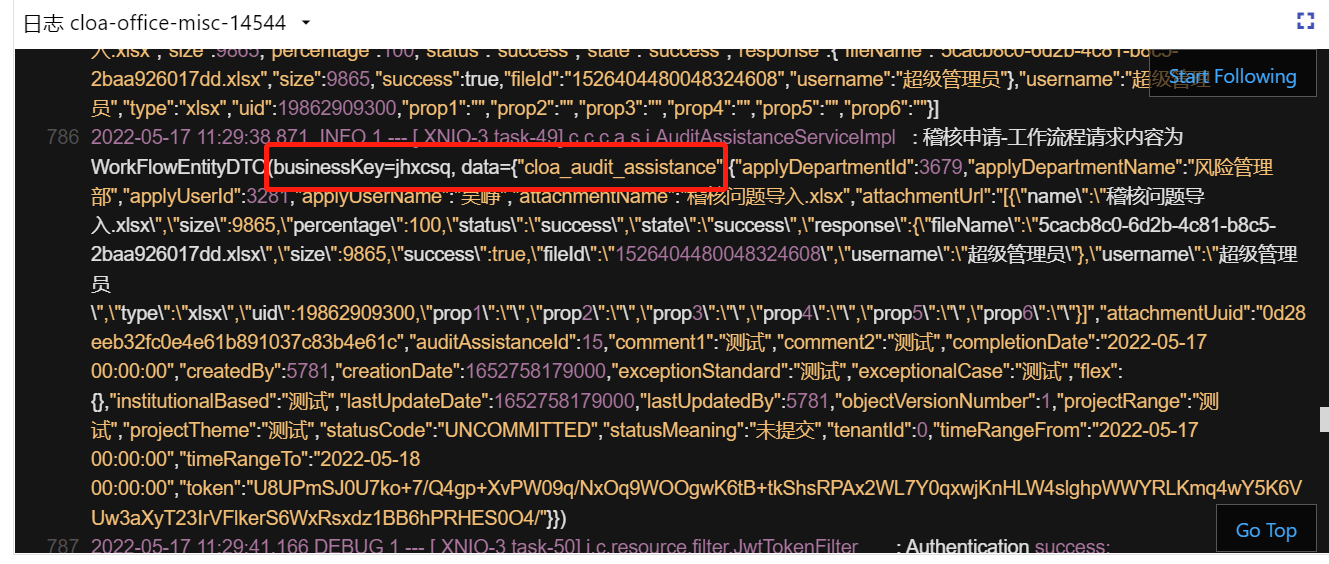 日志 cloa-office-misc-14544
入.xlsx","size":9865,"percentage":100,"status":"success","state":"success","response":{"fileName":"5cacb8c0-6d2b-4c81-b8c5-
2baa926017dd.xlsx","size":9865,"success":true,"fileId":"1526404480048324608","username":"超级管理员"},"username":"超级管理
Start Following
员","type":"xlsx","uid":19862909300,"prop1":"","prop2":"","prop3":"","prop4":"","prop5":"","prop6":""}]
786 2022-05-17 11:29:38.871 INFO 1 --- [ XNIO-3 task-49] c.c.c.a.s.i.AuditAssistanceServiceImpl : 稽核申请-工作流程请求内容为
WorkFlowEntityDTO(businessKey=jhxcsq, data={"cloa_audit_assistance":{"applyDepartmentId":3679,"applyDepartmentName":"风险管理
部","applyUserId":3281,"applyUserName":"吴峥","attachmentName":"稽核问题导入.xlsx","attachmentUrl":"[{\"name\":\"稽核问题导
入.xlsx\",\"size\":9865,\"percentage\":100,\"status\":\"success\",\"state\":\"success\",\"response\":{\"fileName\":\"5cacb8c0-6d2b-4c81-b8c5-
2baa926017dd.xlsx\",\"size\":9865,\"success\":true,\"fileId\":\"1526404480048324608\",\"username\":\"超级管理员\"},\"username\":\"超级管理
员
\",\"type\":\"xlsx\",\"uid\":19862909300,\"prop1\":\"\",\"prop2\":\"\",\"prop3\":\"\",\"prop4\":\"\",\"prop5\":\"\",\"prop6\":\"\"}]","attachmentUuid":"0d28
eeb32fc0e4e61b891037c83b4e61c","auditAssistanceId":15,"comment1":"测试","comment2":"测试","completionDate":"2022-05-17
00:00:00","createdBy":5781,"creationDate":1652758179000,"exceptionStandard":"测试","exceptionalCase":"测试","flex":
{},"institutionalBased":"测试","lastUpdateDate":1652758179000,"lastUpdatedBy":5781,"objectVersionNumber":1,"projectRange":"测
试","projectTheme":"测试","statusCode":"UNCOMMITTED","statusMeaning":"未提交","tenantId":0,"timeRangeFrom":"2022-05-17
00:00:00","timeRangeTo":"2022-05-18
00:00:00","token":"U8UPmSJ0U7ko+7/Q4gp+XvPW09q/NxOq9WOOgwK6tB+tkShsRPAx2WL7Y0qxwjKnHLW4slghpWWYRLKmq4wY5K6V
Uw3aXyT23IrVFlkerS6WxRsxdz1BB6hPRHES0O4/"}})
Go Top
787 2022-05-17 11:29:41.166 DEBUG 1 --- [ XNIO-3 task-50] i.c.resource.filter.JwtTokenFilter : Authentication success: